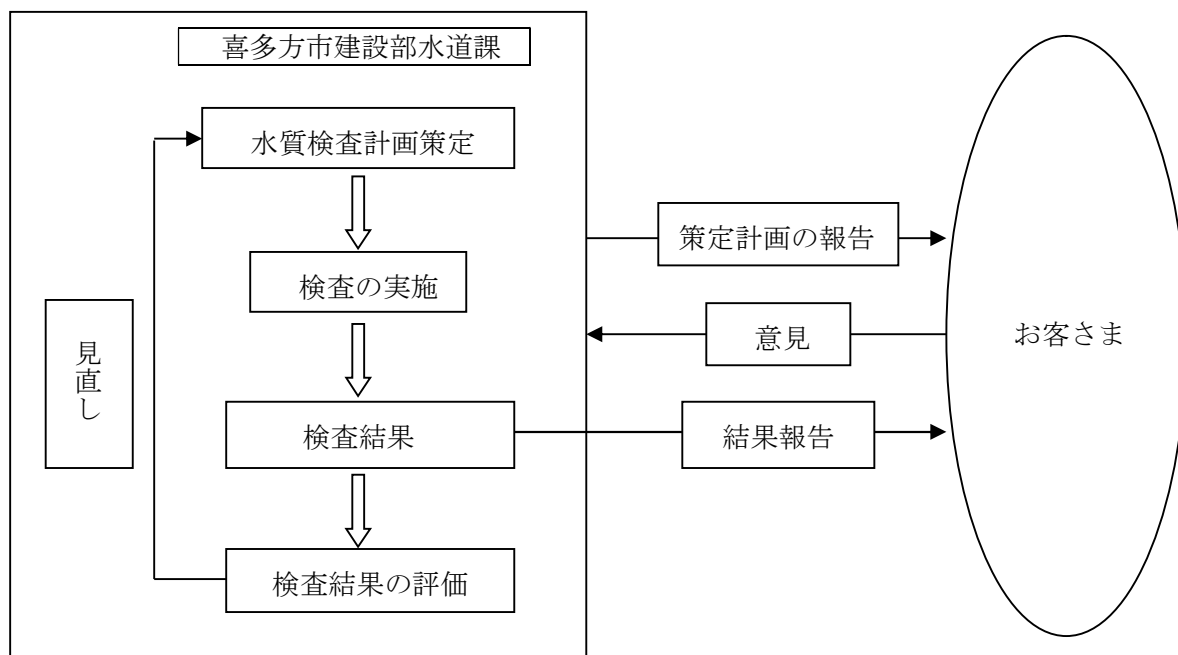 喜多方市建設部水道課
水質検査計画策定
検査の実施
検査結果
検査結果の評価
見直し
策定計画の報告
意見
結果報告
お客さま